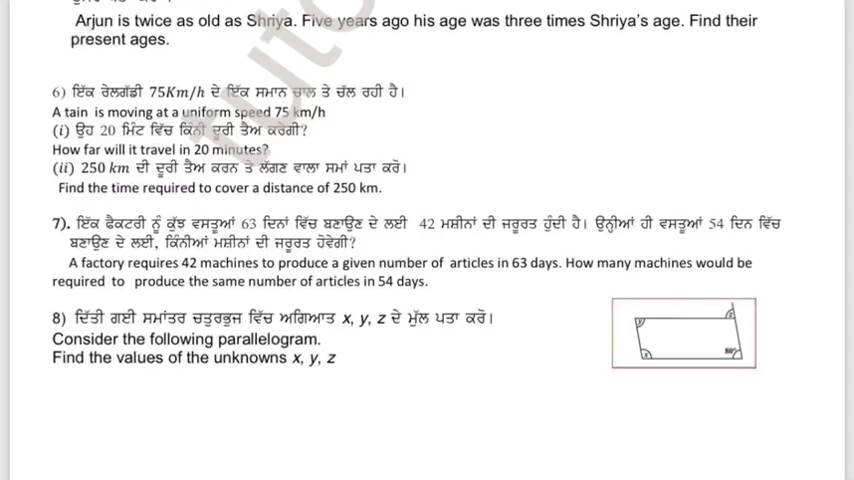 Arjun is twice as old as Shriya. Five years ago his age was three times Shriya's age. Find their
present ages.
6) ਇੱਕ ਰੇਲਗੱਡੀ 75Km/h ਦੇ ਇੱਕ ਸਮਾਨ ਚਾਲ ਤੇ ਚੱਲ ਰਹੀ ਹੈ।
A tain is moving at a uniform speed 75 km/h
(i) ਉਹ 20 ਮਿੰਟ ਵਿੱਚ ਕਿੰਨੀ ਦੂਰੀ ਤੈਅ ਕਰੇਗੀ?
How far will it travel in 20 minutes?
(ii) 250 km ਦੀ ਦੂਰੀ ਤੈਅ ਕਰਨ ਤੇ ਲੱਗਣ ਵਾਲਾ ਸਮਾਂ ਪਤਾ ਕਰੋ।
Find the time required to cover a distance of 250 km.
7). ਇੱਕ ਫੈਕਟਰੀ ਨੂੰ ਕੁੱਝ ਵਸਤੂਆਂ 63 ਦਿਨਾਂ ਵਿੱਚ ਬਣਾਉਣ ਦੇ ਲਈ 42 ਮਸ਼ੀਨਾਂ ਦੀ ਜਰੂਰਤ ਹੁੰਦੀ ਹੈ। ਉਨ੍ਹੀਆਂ ਹੀ ਵਸਤੂਆਂ 54 ਦਿਨ ਵਿੱਚ
ਬਣਾਉਣ ਦੇ ਲਈ, ਕਿੰਨੀਆਂ ਮਸ਼ੀਨਾਂ ਦੀ ਜਰੂਰਤ ਹੋਵੇਗੀ?
A factory requires 42 machines to produce a given number of articles in 63 days. How many machines would be
required to produce the same number of articles in 54 days.
8) ਦਿੱਤੀ ਗਈ ਸਮਾਂਤਰ ਚਤੁਰਭੁਜ ਵਿੱਚ ਅਗਿਆਤ x, y, z ਦੇ ਮੁੱਲ ਪਤਾ ਕਰੋ।
Consider the following parallelogram.
Find the values of the unknowns x, y, z
y
z
x